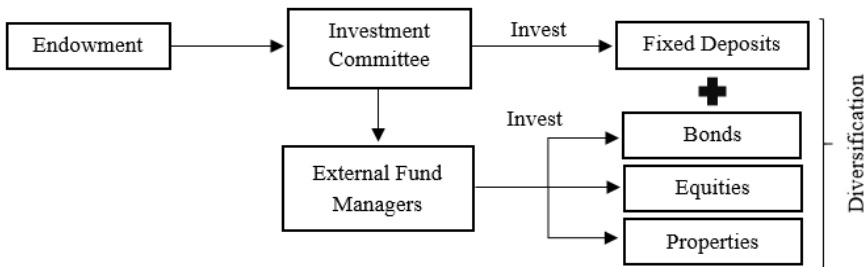 Endowment
Investment
Committee
Invest
Fixed Deposits
External Fund
Managers
Invest
Bonds
Equities
Properties
Diversification